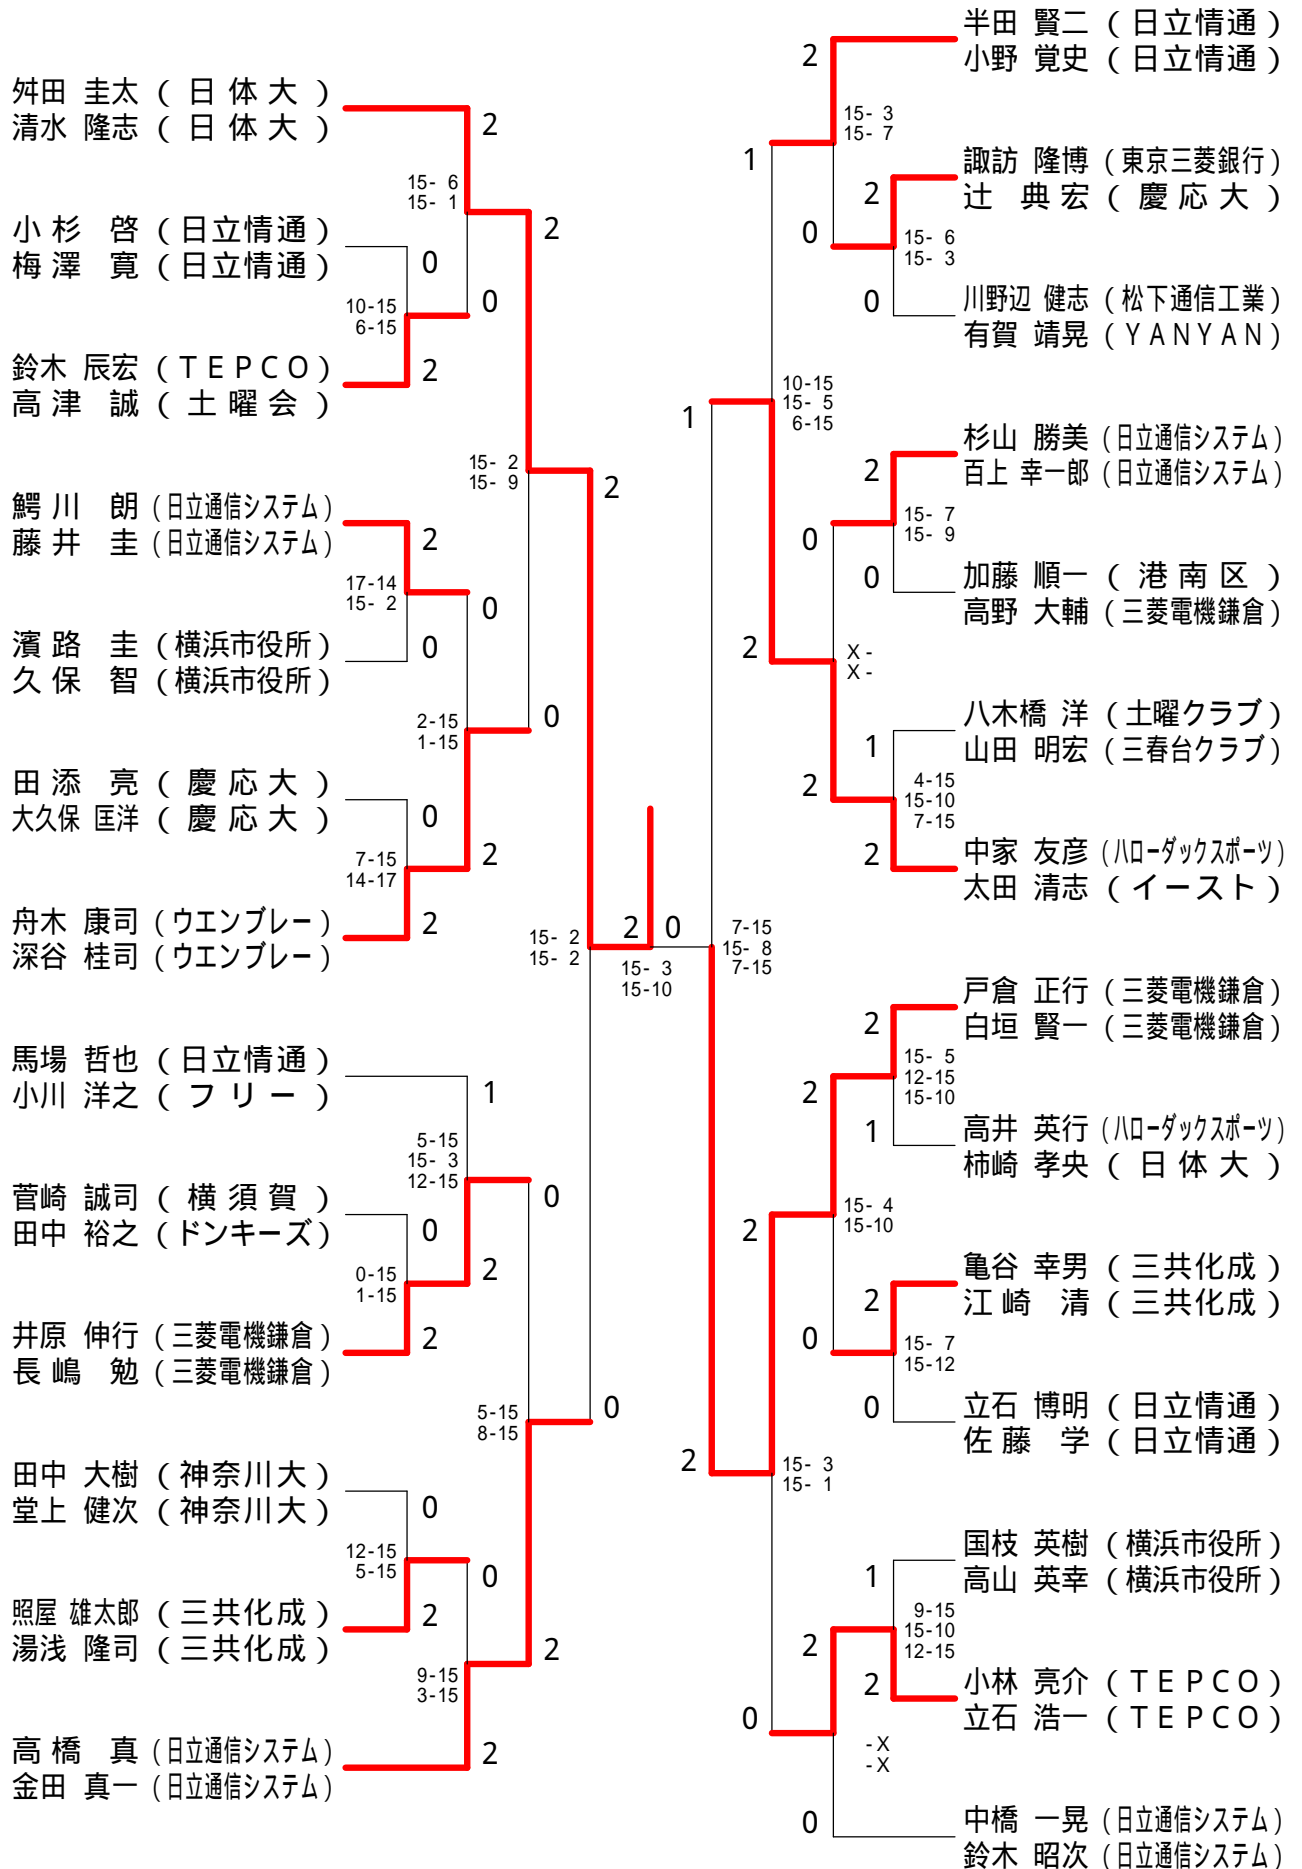 舛田 圭太 ( 日 体 大 )
清水 隆志 ( 日 体 大 )
2
15- 6
15- 1
2
小 杉 啓 ( 日立情通 )
梅 澤 寛 ( 日立情通 )
0
10-15
6-15
0
鈴木 辰宏 ( T E P C O )
高 津 誠 ( 土 曜 会 )
2
15- 2
15- 9
2
鰐 川 朗 ( 日立通信システム )
藤 井 圭 ( 日立通信システム )
2
17-14
15- 2
0
濱 路 圭 ( 横浜市役所 )
久 保 智 ( 横浜市役所 )
0
2-15
1-15
0
田 添 亮 ( 慶 応 大 )
大久保 匡洋 ( 慶 応 大 )
0
7-15
14-17
2
舟木 康司 ( ウエンブレー )
深谷 桂司 ( ウエンブレー )
2
15- 2
15- 2
2
0
15- 3
15-10
馬場 哲也 ( 日立情通 )
小川 洋之 ( フ リ ー )
1
5-15
15- 3
12-15
0
菅崎 誠司 ( 横 須 賀 )
田中 裕之 ( ドンキーズ )
0
0-15
1-15
2
井原 伸行 ( 三菱電機鎌倉 )
長 嶋 勉 ( 三菱電機鎌倉 )
2
5-15
8-15
0
田中 大樹 ( 神奈川大 )
堂上 健次 ( 神奈川大 )
0
12-15
5-15
0
照屋 雄太郎 ( 三共化成 )
湯浅 隆司 ( 三共化成 )
2
9-15
3-15
2
高 橋 真 ( 日立通信システム )
金田 真一 ( 日立通信システム )
2
半田 賢二 ( 日立情通 )
小野 覚史 ( 日立情通 )
2
15- 3
15- 7
1
諏訪 隆博 ( 東京三菱銀行 )
辻 典 宏 ( 慶 応 大 )
2
0
15- 6
15- 3
川野辺 健志 ( 松下通信工業 )
有賀 靖晃 ( Y A N Y A N )
0
10-15
15- 5
6-15
1
杉山 勝美 ( 日立通信システム )
百上 幸一郎 ( 日立通信システム )
2
15- 7
15- 9
0
加藤 順一 ( 港 南 区 )
高野 大輔 ( 三菱電機鎌倉 )
0
2
X -
X -
八木橋 洋 ( 土曜クラブ )
山田 明宏 ( 三春台クラブ )
1
2
4-15
15-10
7-15
中家 友彦 ( ハローダックスポーツ )
太田 清志 ( イースト )
2
7-15
15- 8
7-15
戸倉 正行 ( 三菱電機鎌倉 )
白垣 賢一 ( 三菱電機鎌倉 )
2
15- 5
12-15
15-10
2
高井 英行 ( ハローダックスポーツ )
柿崎 孝央 ( 日 体 大 )
1
15- 4
15-10
2
亀谷 幸男 ( 三共化成 )
江 崎 清 ( 三共化成 )
2
0
15- 7
15-12
立石 博明 ( 日立情通 )
佐 藤 学 ( 日立情通 )
0
2
15- 3
15- 1
国枝 英樹 ( 横浜市役所 )
高山 英幸 ( 横浜市役所 )
1
9-15
15-10
12-15
2
小林 亮介 ( T E P C O )
立石 浩一 ( T E P C O )
2
0
- X
- X
中橋 一晃 ( 日立通信システム )
鈴木 昭次 ( 日立通信システム )
0